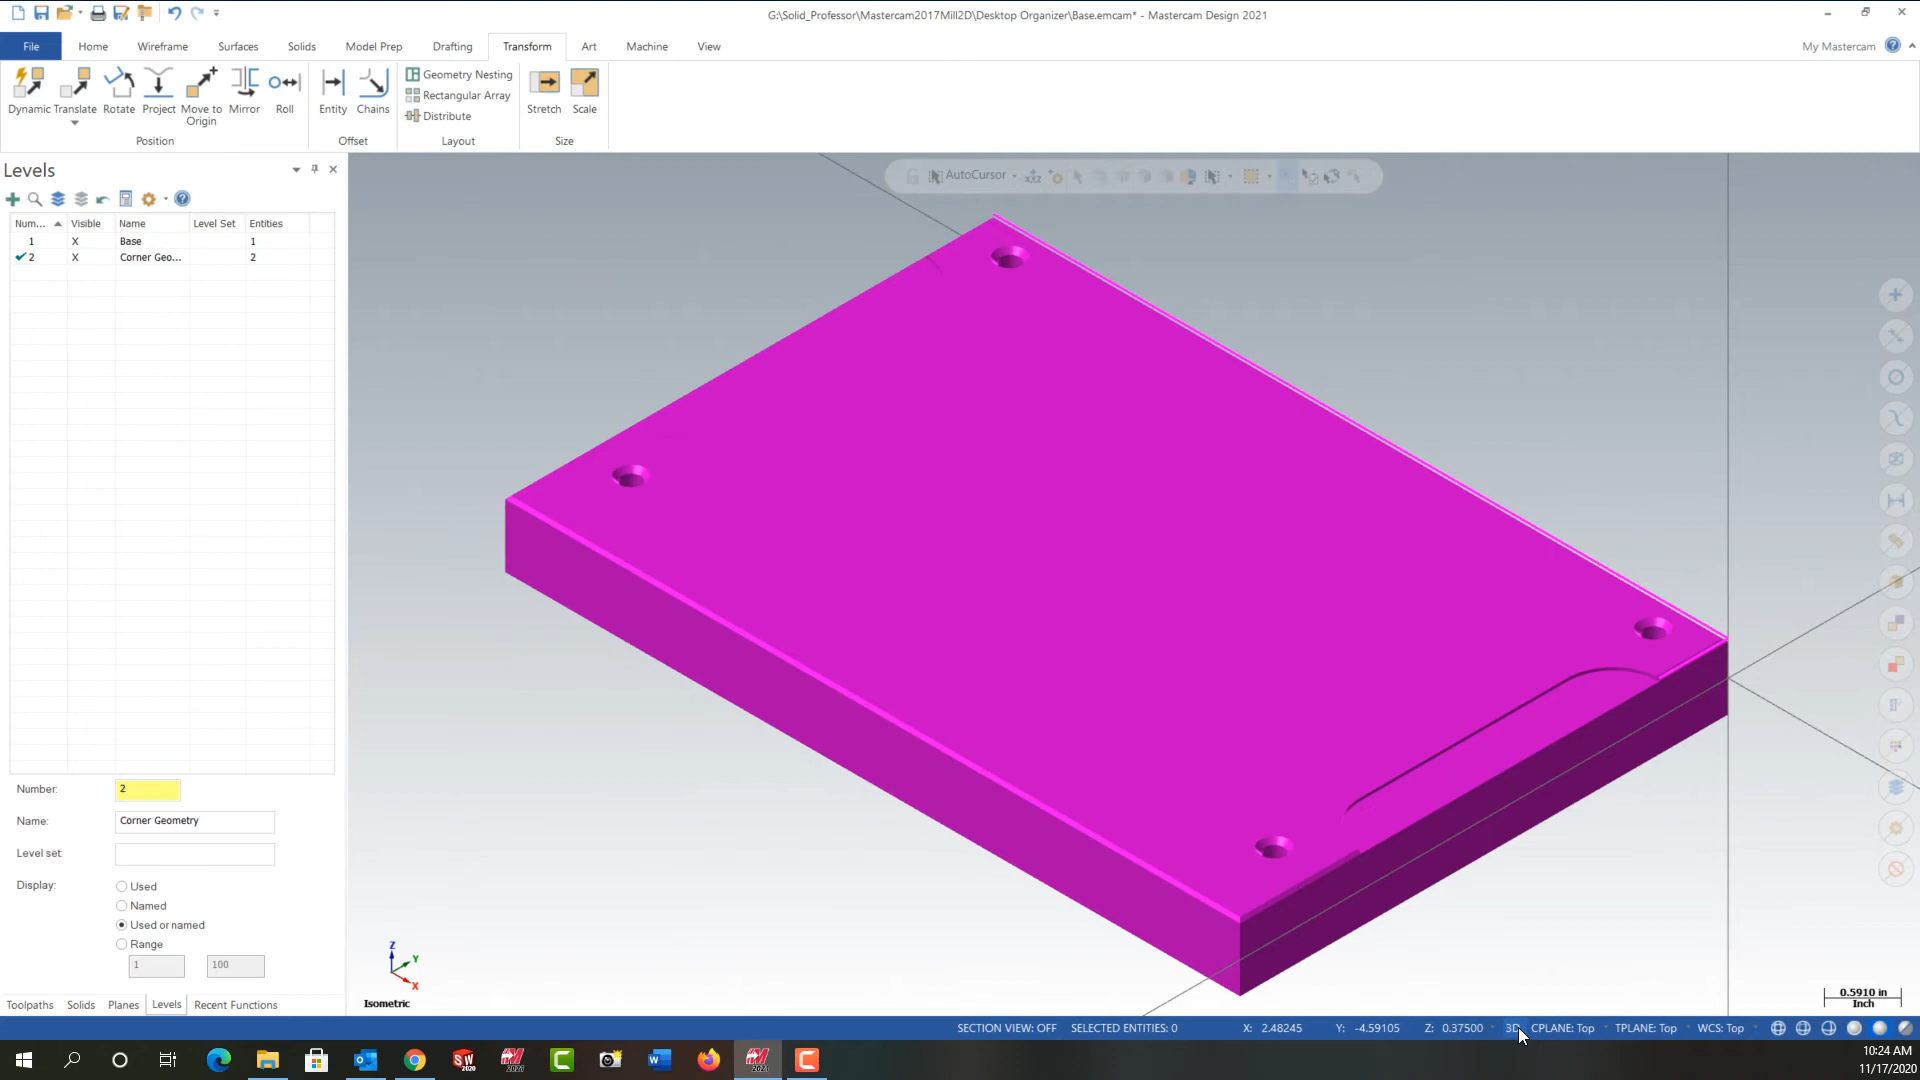 G:\Solid_Professor\Mastercam2017Mill2D\Desktop Organizer\Base.emcam* - Mastercam Design 2021
File Home Wireframe Surfaces Solids Model Prep Drafting Transform Art Machine View My Mastercam
Dynamic Translate Rotate Project Move to Origin Mirror Roll
Position
Entity Chains
Offset
Geometry Nesting
Rectangular Array
Distribute
Layout
Stretch Scale
Size
Levels
AutoCursor
Num... Visible Name Level Set Entities
1 X Base 1
2 X Corner Geo... 2
Number: 2
Name: Corner Geometry
Level set
Display: Used
Named
Used or named
Range
1 100
Toolpaths Solids Planes Levels Recent Functions
Z
Y
X
Isometric
0.5910 in
Inch
SECTION VIEW: OFF SELECTED ENTITIES: 0 X: 2.48245 Y: -4.59105 Z: 0.37500 3D CPLANE: Top TPLANE: Top WCS: Top
10:24 AM
11/17/2020